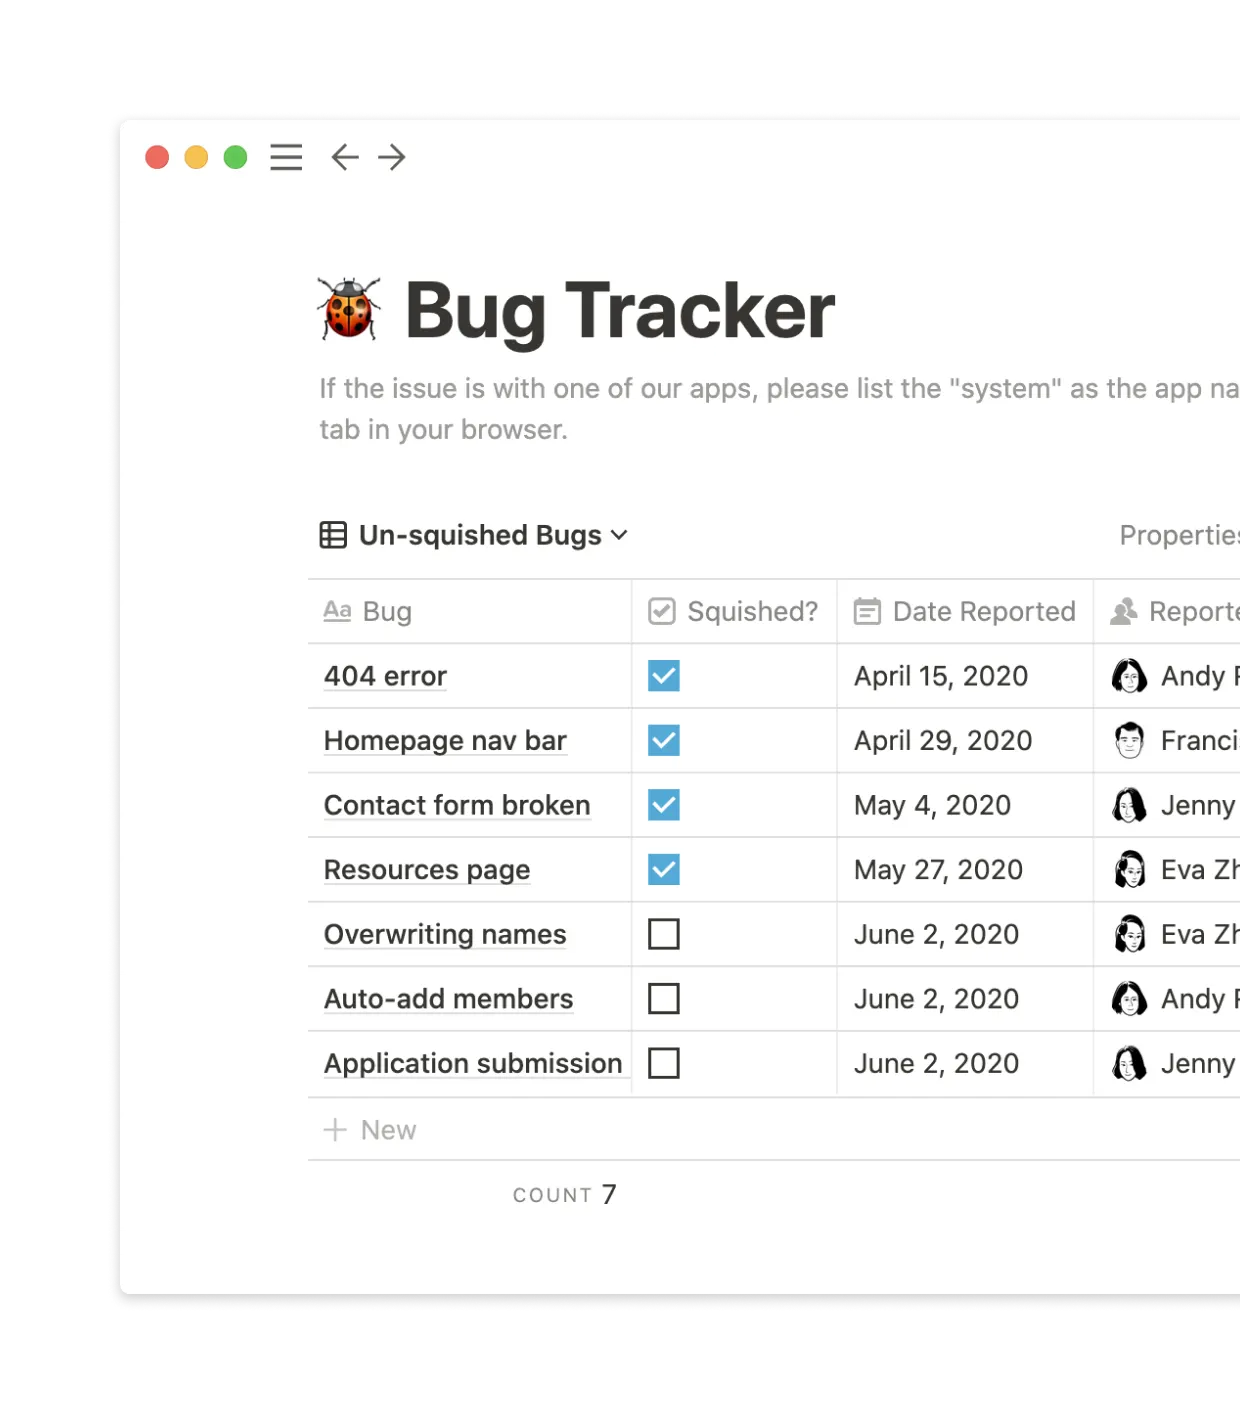 Bug Tracker
If the issue is with one of our apps, please list the "system" as the app
tab in your browser.
Un-squished Bugs
Aa Bug Squished? Date Reported
404 error April 15, 2020 Andy
Homepage nav bar April 29, 2020
Contact form broken May 4, 2020 Jenny
Resources page May 27, 2020 Eva
Overwriting names June 2, 2020 Eva
Auto-add members June 2, 2020 Andy
Application submission June 2, 2020 Jenny
New
COUNT 7